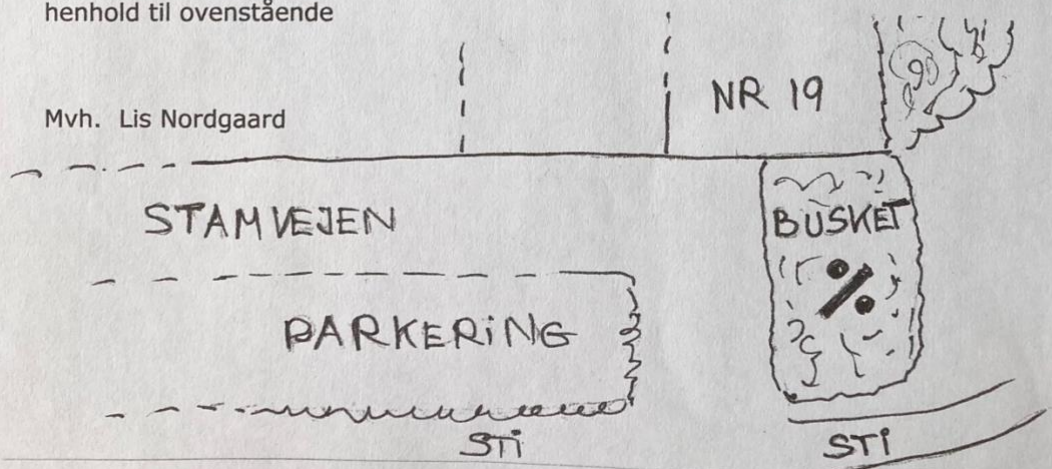 henhold til ovenstående
NR 19
Mvh. Lis Nordgaard
STAMVEJEN
BUSKET
%
PARKERING
STI
STI